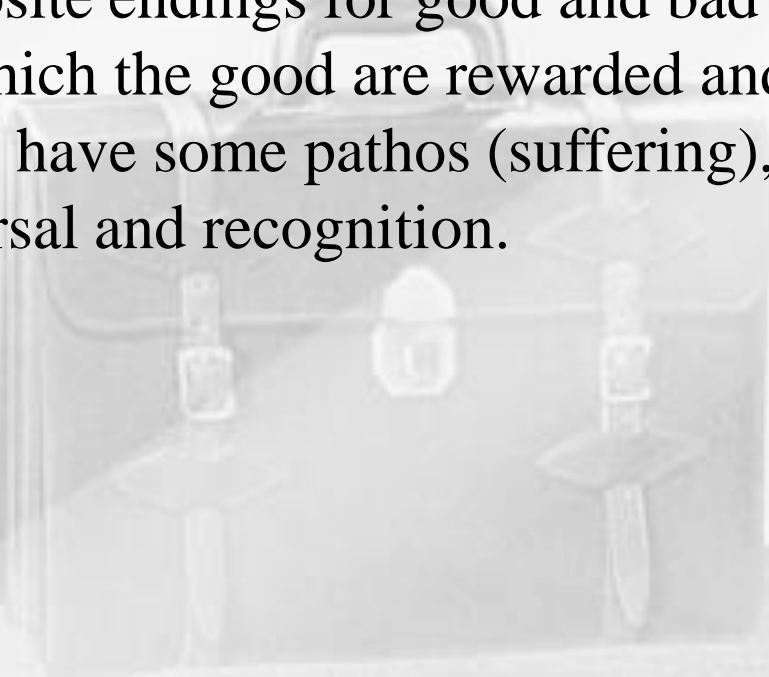 site endings for good and bad
hich the good are rewarded and
have some pathos (suffering),
rsal and recognition.